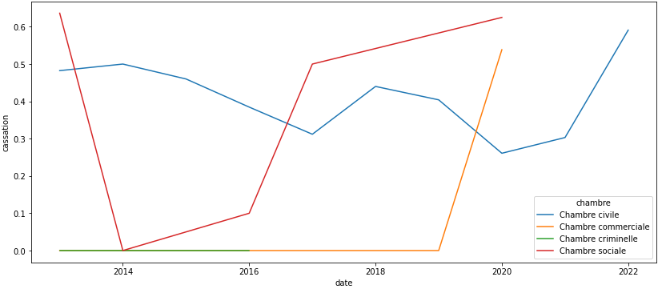 0.6
0.5
0.4
0.3
0.2
0.1
0.0
cassation
2014 2016 2018 2020 2022
date
chambre
Chambre civile
Chambre commerciale
Chambre criminelle
Chambre sociale